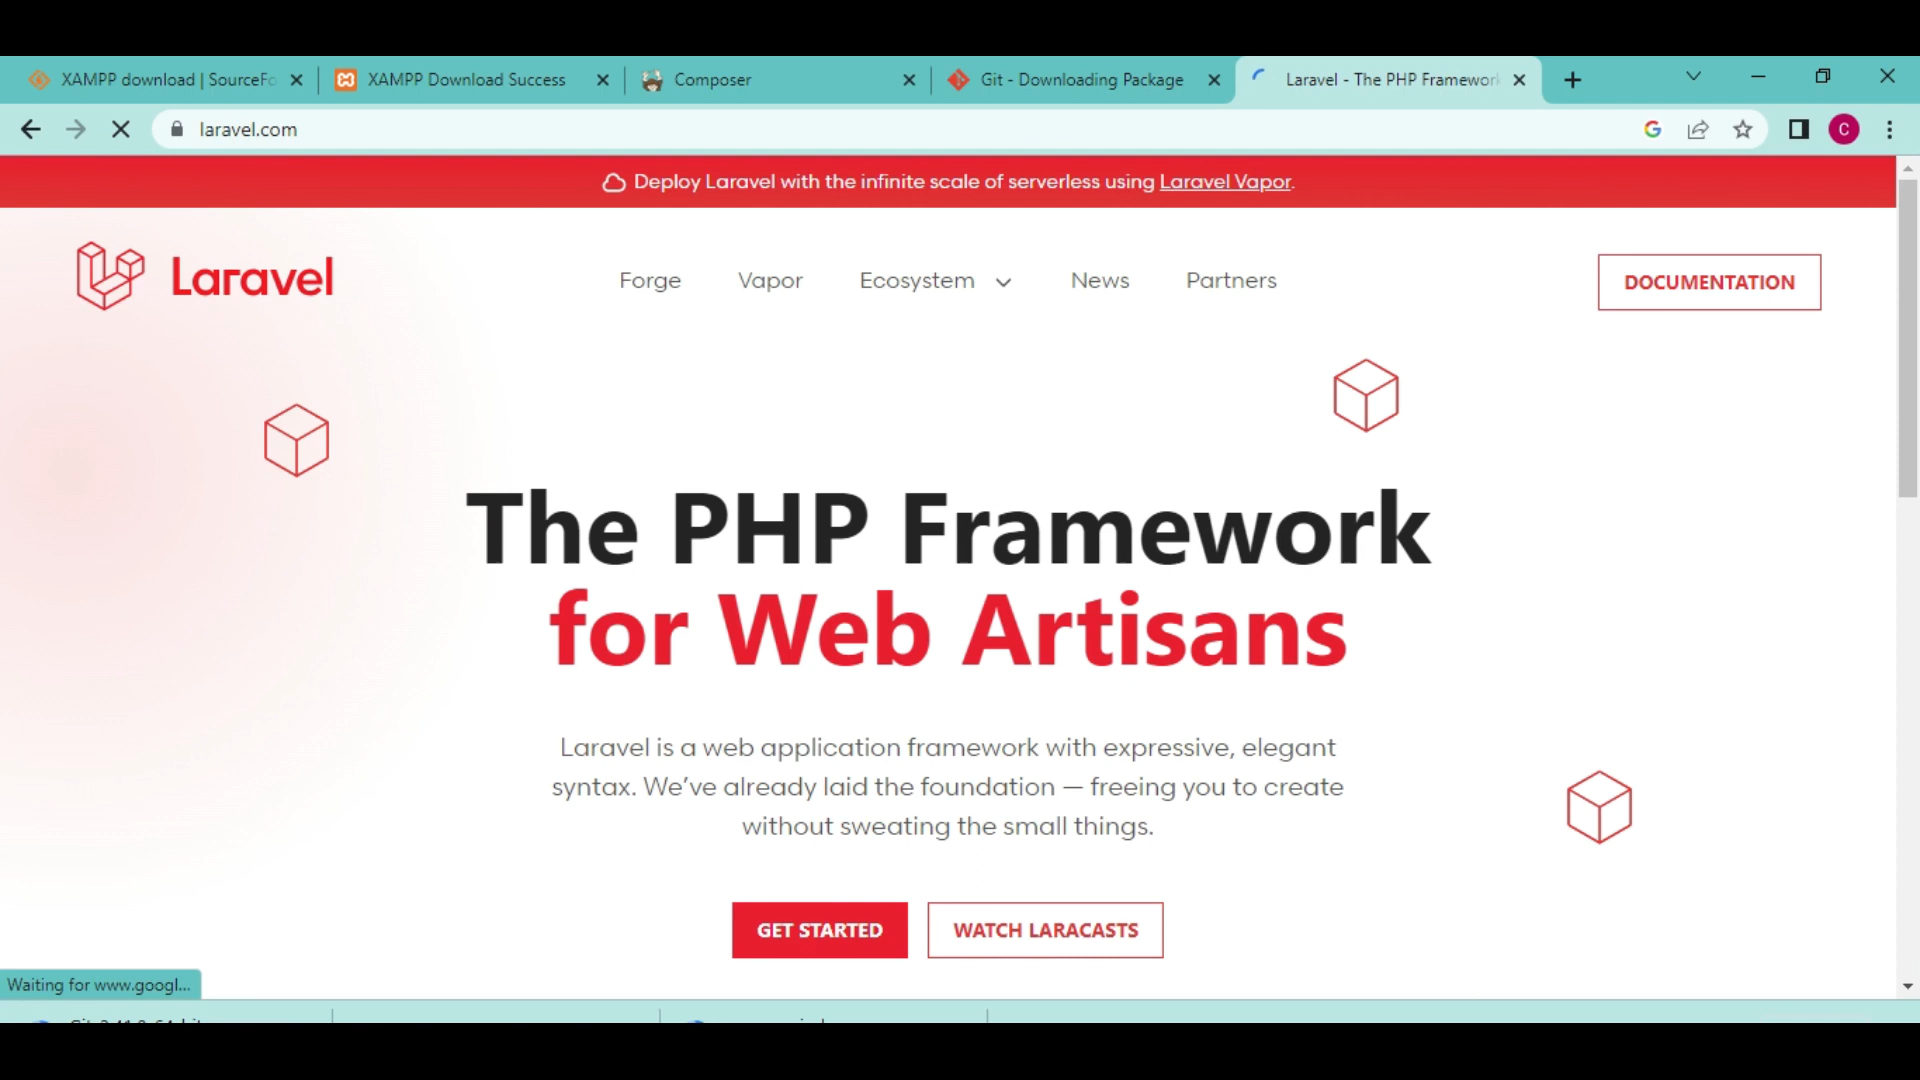 XAMPP download | SourceFo
XAMPP Download Success
Composer
Git - Downloading Package
Laravel - The PHP Framework
laravel.com
C
Deploy Laravel with the infinite scale of serverless using Laravel Vapor.
Laravel
Forge
Vapor
Ecosystem
News
Partners
DOCUMENTATION
The PHP Framework
for Web Artisans
Laravel is a web application framework with expressive, elegant
syntax. We've already laid the foundation — freeing you to create
without sweating the small things.
GET STARTED
WATCH LARACASTS
Waiting for www.googl...